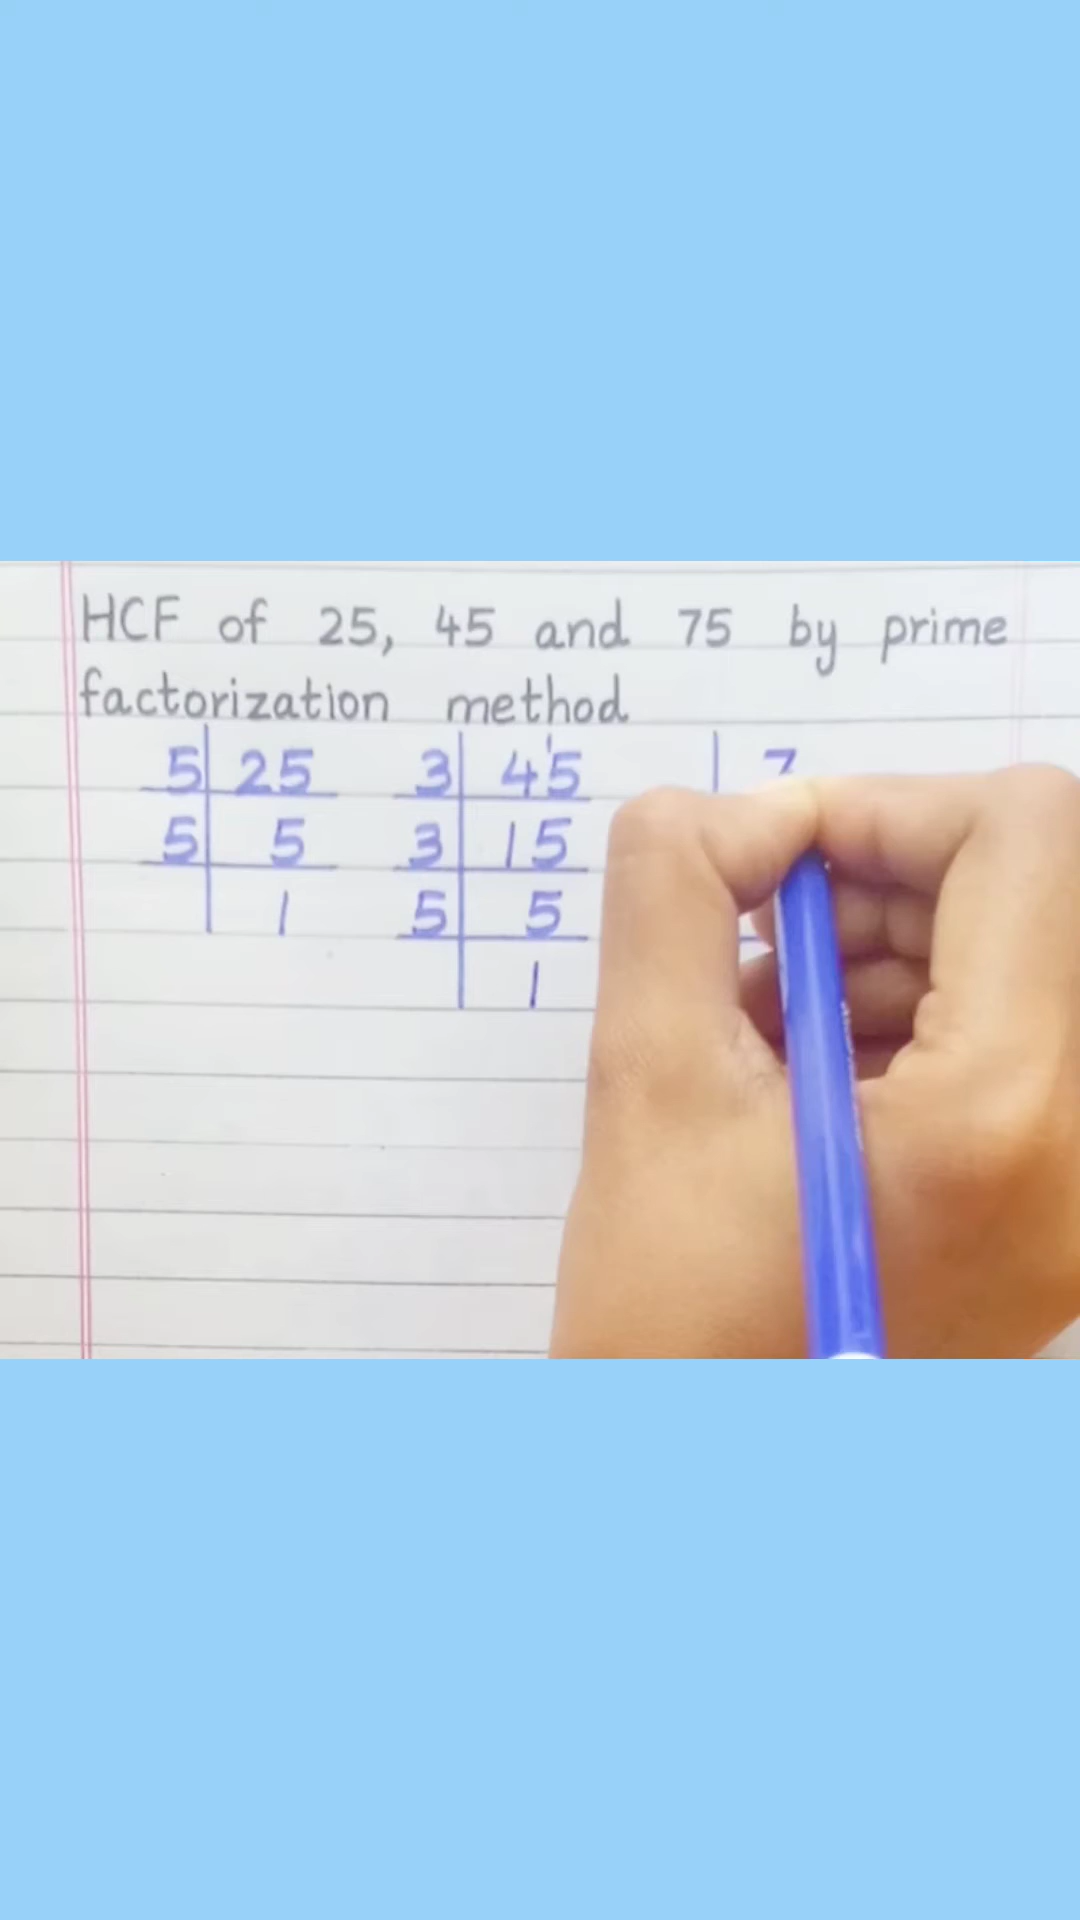 HCF of 25, 45 and 75 by prime
factorization method
5 25 3 45 7
5 5 3 15
1 5 5
1